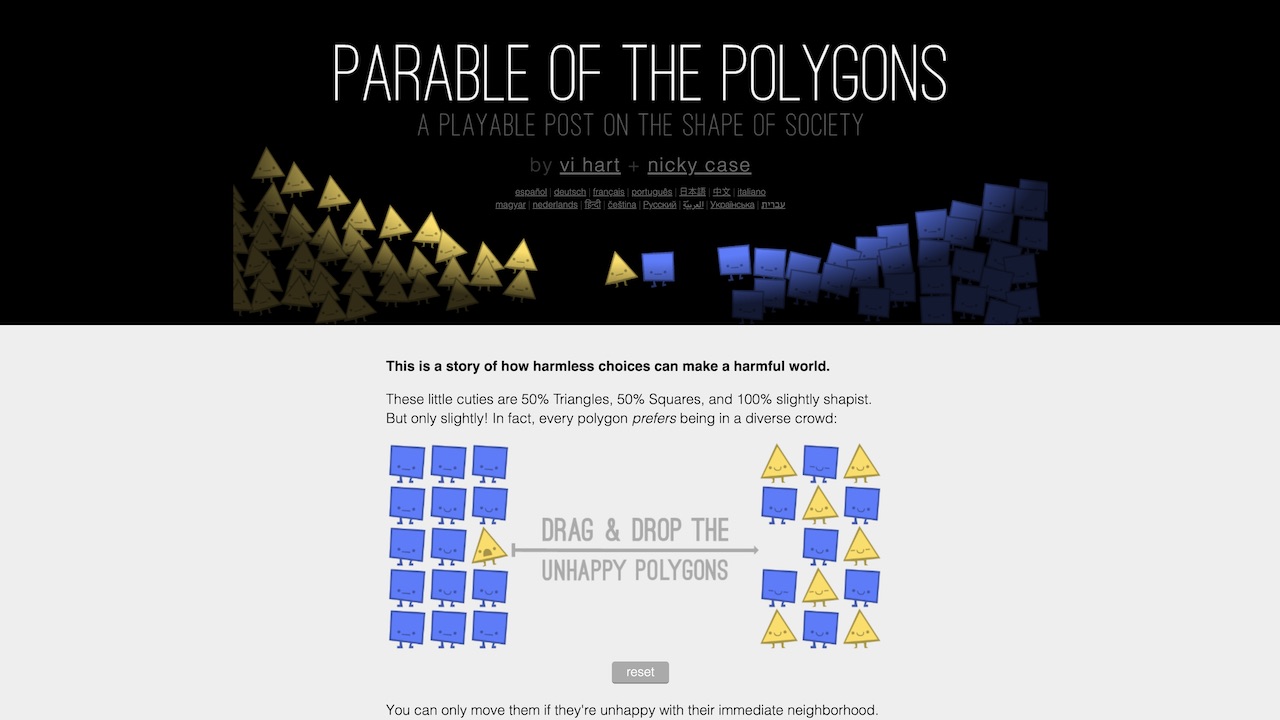 PARABLE OF THE POLYGONS
A PLAYABLE POST ON THE SHAPE OF SOCIETY
by vi hart + nicky case
español | deutsch | français | português | 日本語 | 中文 | italiano
magyar | nederlands | हिन्दी | čeština | Русский | العربيّة | Українська | עברית
This is a story of how harmless choices can make a harmful world.
These little cuties are 50% Triangles, 50% Squares, and 100% slightly shapist.
But only slightly! In fact, every polygon prefers being in a diverse crowd:
DRAG & DROP THE
UNHAPPY POLYGONS
reset
You can only move them if they're unhappy with their immediate neighborhood.